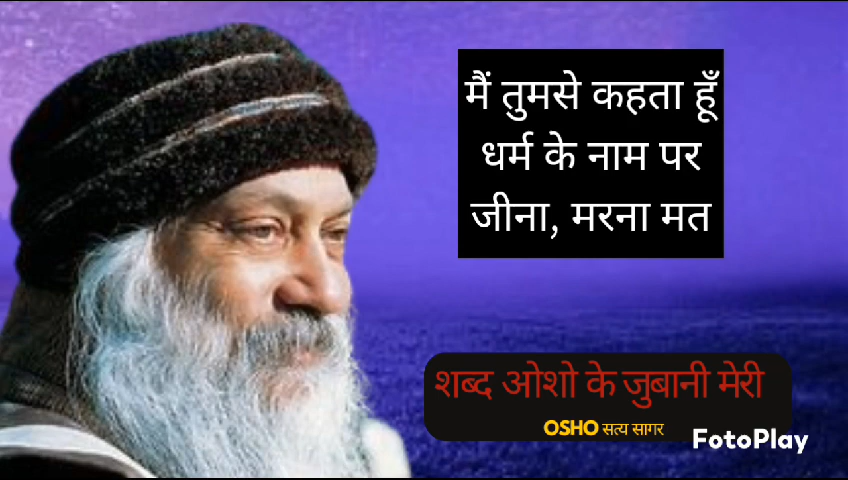 मैं तुमसे कहता हूँ
धर्म के नाम पर
जीना, मरना मत
शब्द ओशो के जुबानी मेरी
OSHO सत्य सागर
FotoPlay